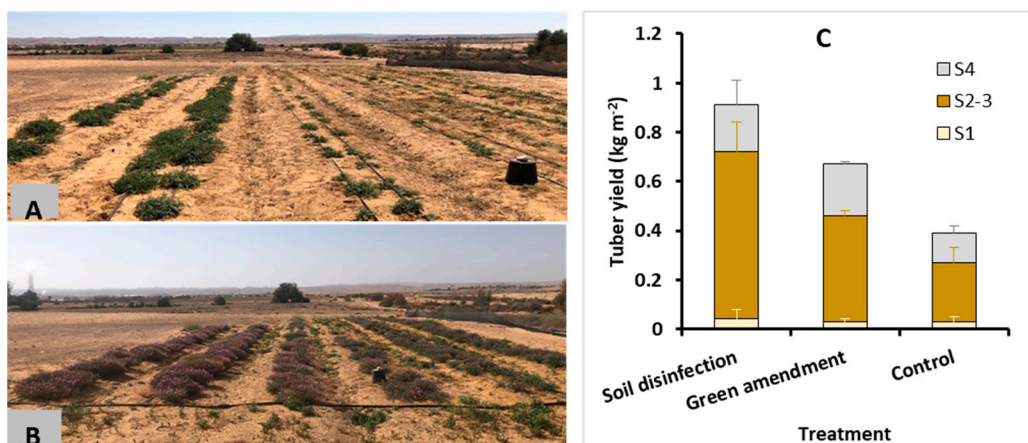 A
B
C
Tuber yield (kg m-2)
1.2
1
0.8
0.6
0.4
0.2
0
S4
S2-3
S1
Soil disinfection
Green amendment
Control
Treatment